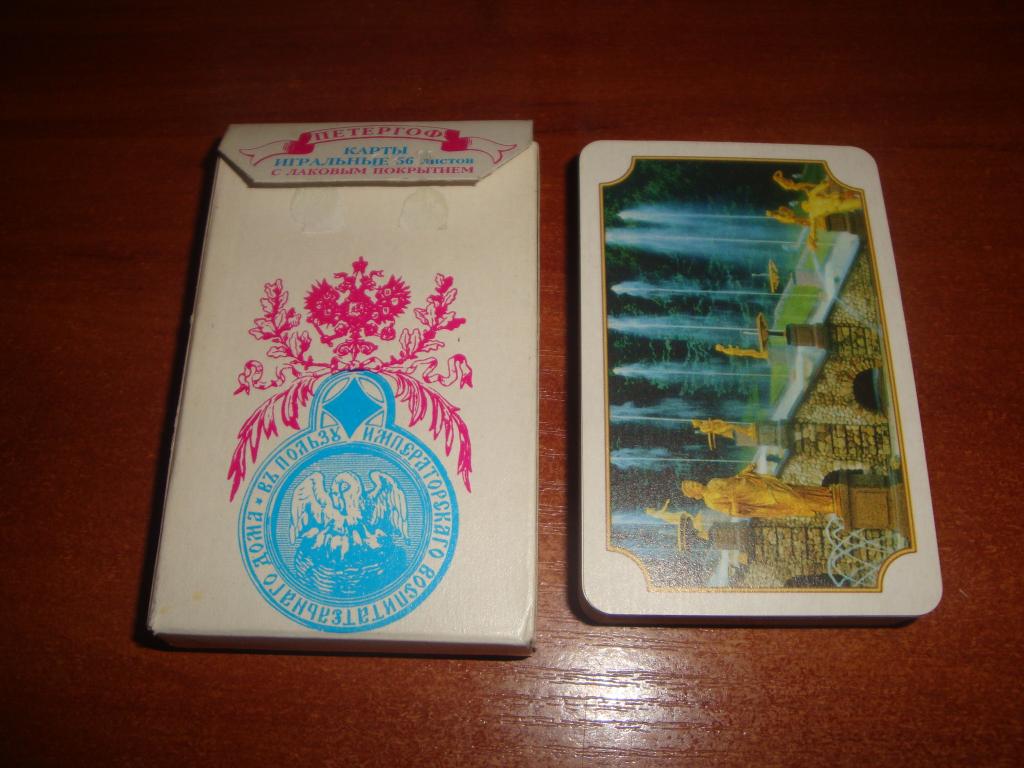 ПЕТЕРГОФ
КАРТЫ
ИГРАЛЬНЫЕ 56 листов
С ЛАКОВЫМ ПОКРЫТИЕМ
ВЪ ПОЛЬЗУ ИМПЕРАТОРСКАГО ВОСПИТАТЕЛЬНАГО ДОМА